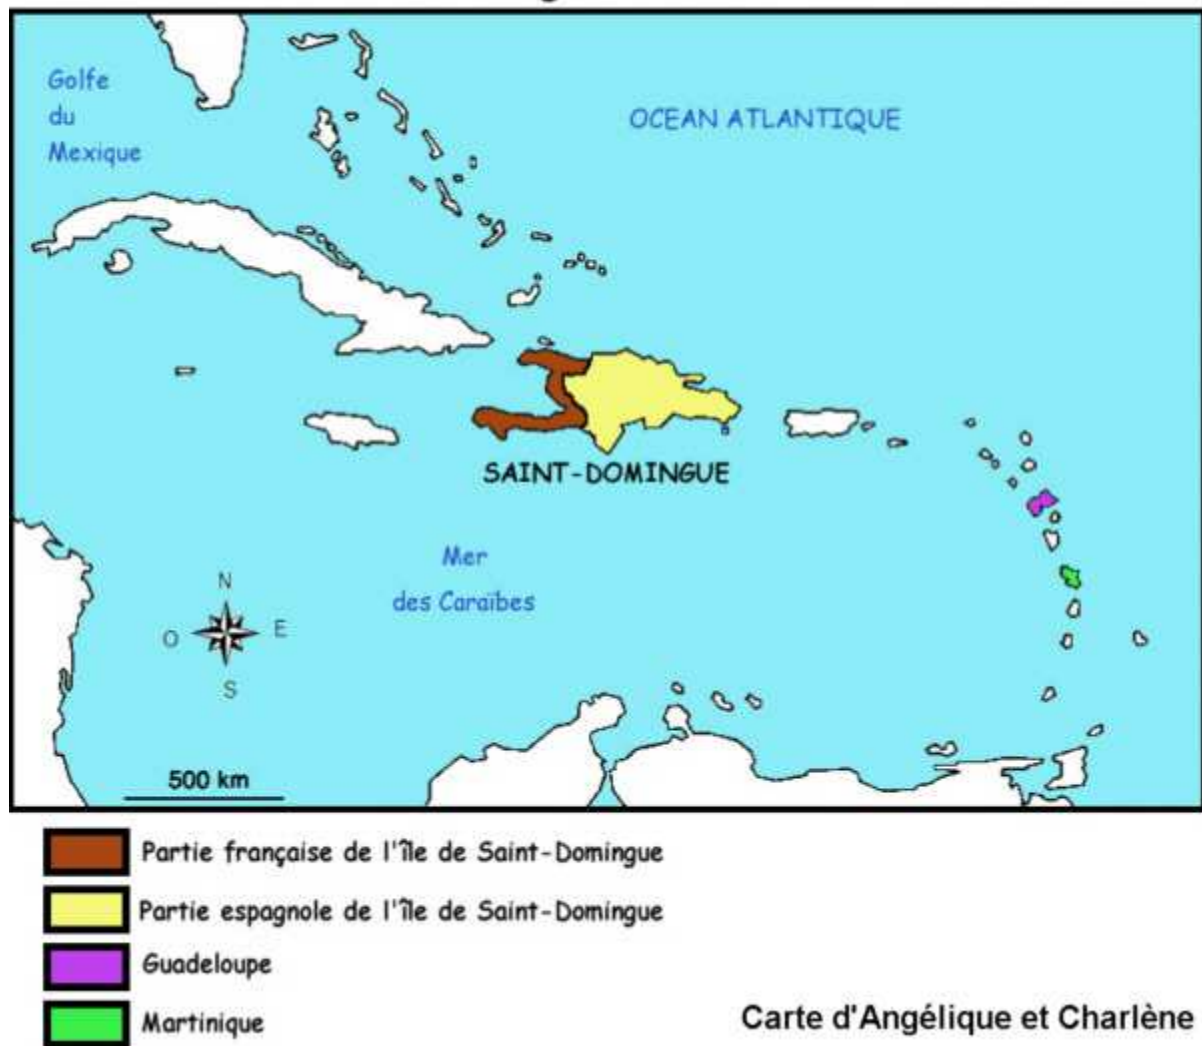 Golfe
du
Mexique
OCEAN ATLANTIQUE
SAINT-DOMINGUE
Mer
des Caraïbes
N
O
E
S
500 km
Partie française de l'île de Saint-Domingue
Partie espagnole de l'île de Saint-Domingue
Guadeloupe
Martinique
Carte d'Angélique et Charlène